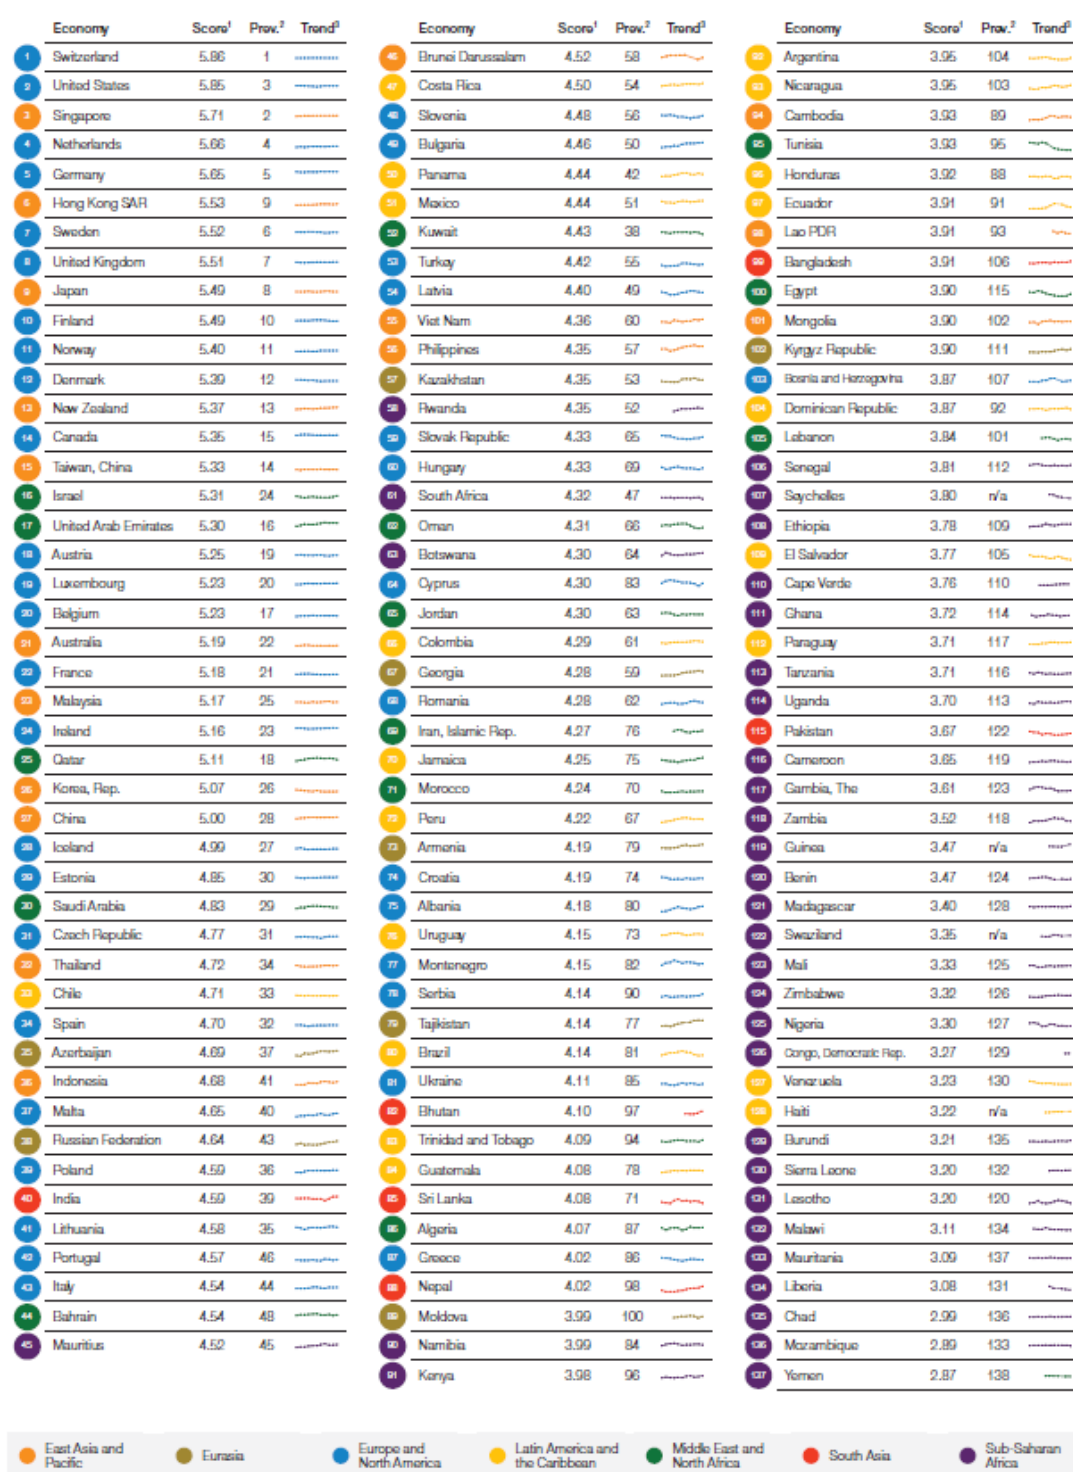 Economy Score¹ Prev.² Trend³
1 Switzerland 5.86 1
2 United States 5.85 3
3 Singapore 5.71 2
4 Netherlands 5.66 4
5 Germany 5.65 5
6 Hong Kong SAR 5.53 9
7 Sweden 5.52 6
8 United Kingdom 5.51 7
9 Japan 5.49 8
10 Finland 5.49 10
11 Norway 5.40 11
12 Denmark 5.39 12
13 New Zealand 5.37 13
14 Canada 5.35 15
15 Taiwan, China 5.33 14
16 Israel 5.31 24
17 United Arab Emirates 5.30 16
18 Austria 5.25 19
19 Luxembourg 5.23 20
20 Belgium 5.23 17
21 Australia 5.19 22
22 France 5.18 21
23 Malaysia 5.17 25
24 Ireland 5.16 23
25 Qatar 5.11 18
26 Korea, Rep. 5.07 26
27 China 5.00 28
28 Iceland 4.99 27
29 Estonia 4.85 30
30 Saudi Arabia 4.83 29
31 Czech Republic 4.77 31
32 Thailand 4.72 34
33 Chile 4.71 33
34 Spain 4.70 32
35 Azerbaijan 4.69 37
36 Indonesia 4.68 41
37 Malta 4.65 40
38 Russian Federation 4.64 43
39 Poland 4.59 36
40 India 4.59 39
41 Lithuania 4.58 35
42 Portugal 4.57 46
43 Italy 4.54 44
44 Bahrain 4.54 48
45 Mauritius 4.52 45
Economy Score¹ Prev.² Trend³
46 Brunei Darussalam 4.52 58
47 Costa Rica 4.50 54
48 Slovenia 4.48 56
49 Bulgaria 4.46 50
50 Panama 4.44 42
51 Mexico 4.44 51
52 Kuwait 4.43 38
53 Turkey 4.42 55
54 Latvia 4.40 49
55 Viet Nam 4.36 60
56 Philippines 4.35 57
57 Kazakhstan 4.35 53
58 Rwanda 4.35 52
59 Slovak Republic 4.33 65
60 Hungary 4.33 69
61 South Africa 4.32 47
62 Oman 4.31 66
63 Botswana 4.30 64
64 Cyprus 4.30 83
65 Jordan 4.30 63
66 Colombia 4.29 61
67 Georgia 4.28 59
68 Romania 4.28 62
69 Iran, Islamic Rep. 4.27 76
70 Jamaica 4.25 75
71 Morocco 4.24 70
72 Peru 4.22 67
73 Armenia 4.19 79
74 Croatia 4.19 74
75 Albania 4.18 80
76 Uruguay 4.15 73
77 Montenegro 4.15 82
78 Serbia 4.14 90
79 Tajikistan 4.14 77
80 Brazil 4.14 81
81 Ukraine 4.11 85
82 Bhutan 4.10 97
83 Trinidad and Tobago 4.09 94
84 Guatemala 4.08 78
85 Sri Lanka 4.08 71
86 Algeria 4.07 87
87 Greece 4.02 86
88 Nepal 4.02 98
89 Moldova 3.99 100
90 Namibia 3.99 84
91 Kenya 3.98 96
Economy Score¹ Prev.² Trend³
92 Argentina 3.95 104
93 Nicaragua 3.95 103
94 Cambodia 3.93 89
95 Tunisia 3.93 95
96 Honduras 3.92 88
97 Ecuador 3.91 91
98 Lao PDR 3.91 93
99 Bangladesh 3.91 106
100 Egypt 3.90 115
101 Mongolia 3.90 102
102 Kyrgyz Republic 3.90 111
103 Bosnia and Herzegovina 3.87 107
104 Dominican Republic 3.87 92
105 Lebanon 3.84 101
106 Senegal 3.81 112
107 Seychelles 3.80 n/a
108 Ethiopia 3.78 109
109 El Salvador 3.77 105
110 Cape Verde 3.76 110
111 Ghana 3.72 114
112 Paraguay 3.71 117
113 Tanzania 3.71 116
114 Uganda 3.70 113
115 Pakistan 3.67 122
116 Cameroon 3.65 119
117 Gambia, The 3.61 123
118 Zambia 3.52 118
119 Guinea 3.47 n/a
120 Benin 3.47 124
121 Madagascar 3.40 128
122 Swaziland 3.35 n/a
123 Mali 3.33 125
124 Zimbabwe 3.32 126
125 Nigeria 3.30 127
126 Congo, Democratic Rep. 3.27 129
127 Venezuela 3.23 130
128 Haiti 3.22 n/a
129 Burundi 3.21 135
130 Sierra Leone 3.20 132
131 Lesotho 3.20 120
132 Malawi 3.11 134
133 Mauritania 3.09 137
134 Liberia 3.08 131
135 Chad 2.99 136
136 Mozambique 2.89 133
137 Yemen 2.87 138
East Asia and
Pacific
Eurasia
Europe and
North America
Latin America and
the Caribbean
Middle East and
North Africa
South Asia
Sub-Saharan
Africa